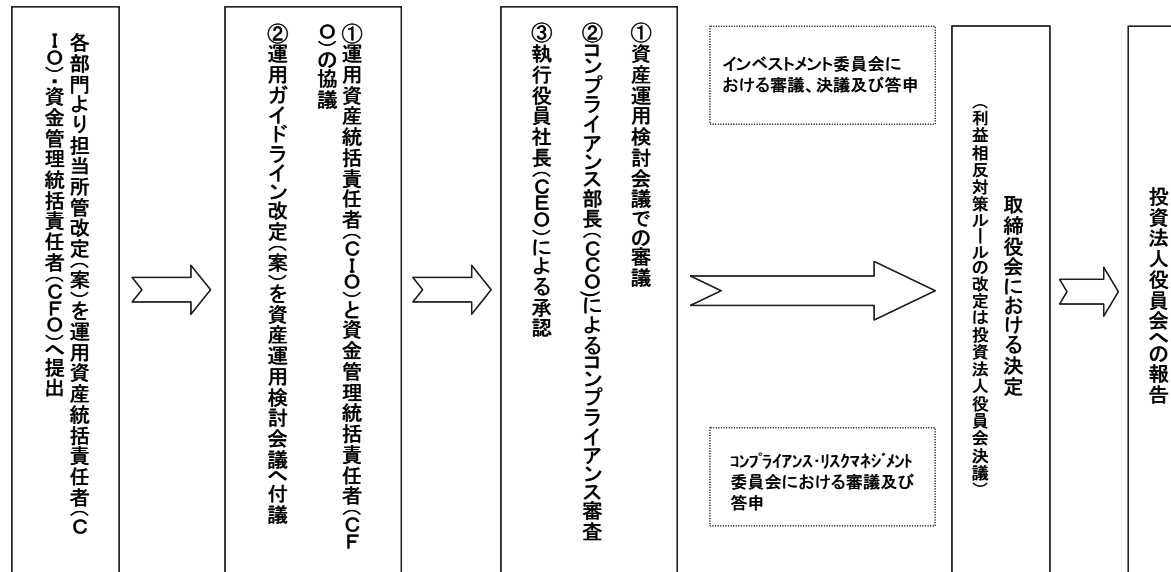 各部門より担当所管改定(案)を運用資産統括責任者(C
IO)・資金管理統括責任者(CFO)へ提出
①運用資産統括責任者(CIO)と資金管理統括責任者(CF
O)の協議
②運用ガイドライン改定(案)を資産運用検討会議へ付議
①資産運用検討会議での審議
②コンプライアンス部長(CCO)によるコンプライアンス審査
③執行役員社長(CEO)による承認
インベストメント委員会に
おける審議、決議及び答申
コンプライアンス・リスクマネジメント
委員会における審議及び
答申
取締役会における決定
(利益相反対策ルールの改定は投資法人役員会決議)
投資法人役員会への報告